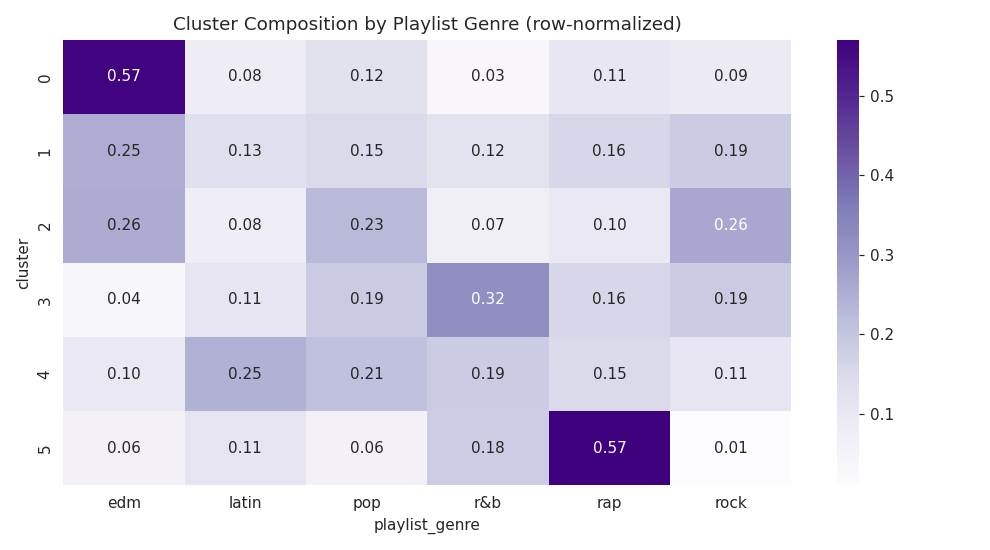 Cluster Composition by Playlist Genre (row-normalized)
0 0.57 0.08 0.12 0.03 0.11 0.09
1 0.25 0.13 0.15 0.12 0.16 0.19
2 0.26 0.08 0.23 0.07 0.10 0.26
3 0.04 0.11 0.19 0.32 0.16 0.19
4 0.10 0.25 0.21 0.19 0.15 0.11
5 0.06 0.11 0.06 0.18 0.57 0.01
cluster
edm latin pop r&b rap rock
playlist_genre
0.5
0.4
0.3
0.2
0.1